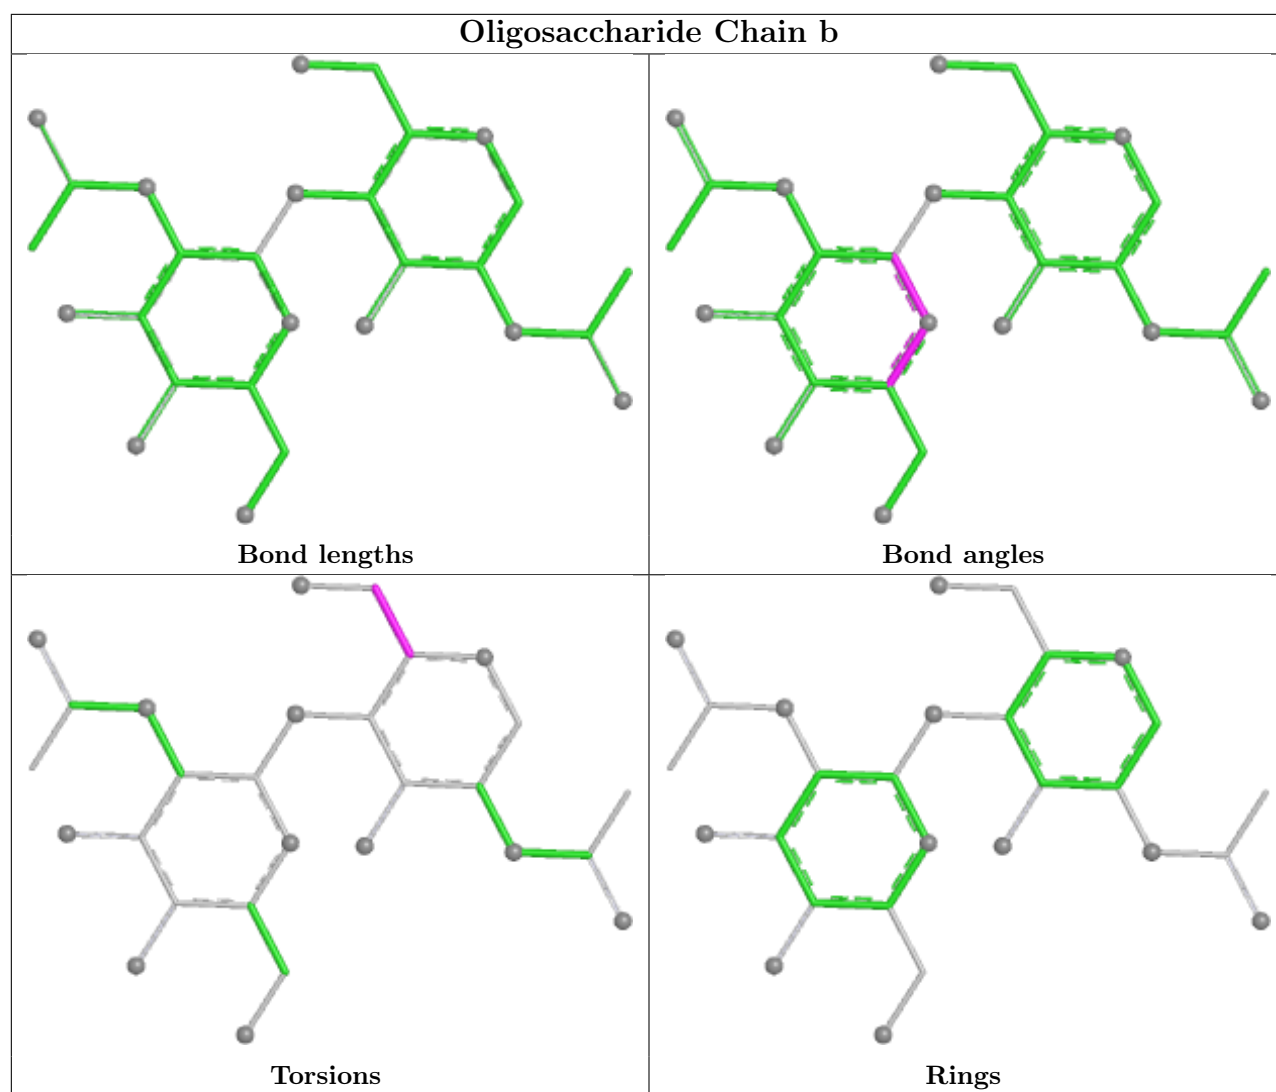 Oligosaccharide Chain b
Bond lengths
Bond angles
Torsions
Rings